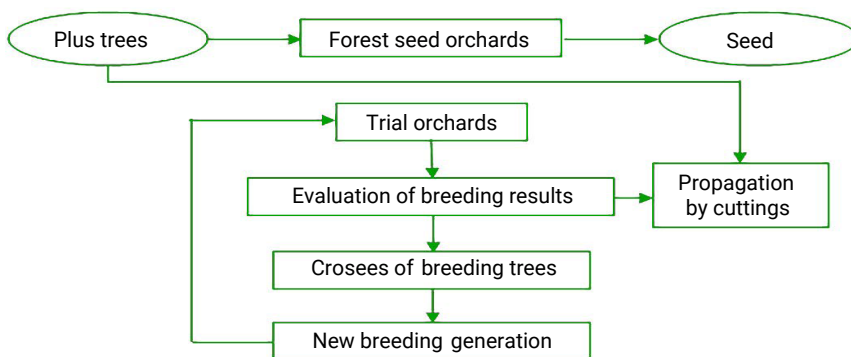 Plus trees
Forest seed orchards
Seed
Trial orchards
Evaluation of breeding results
Propagation
by cuttings
Crosees of breeding trees
New breeding generation